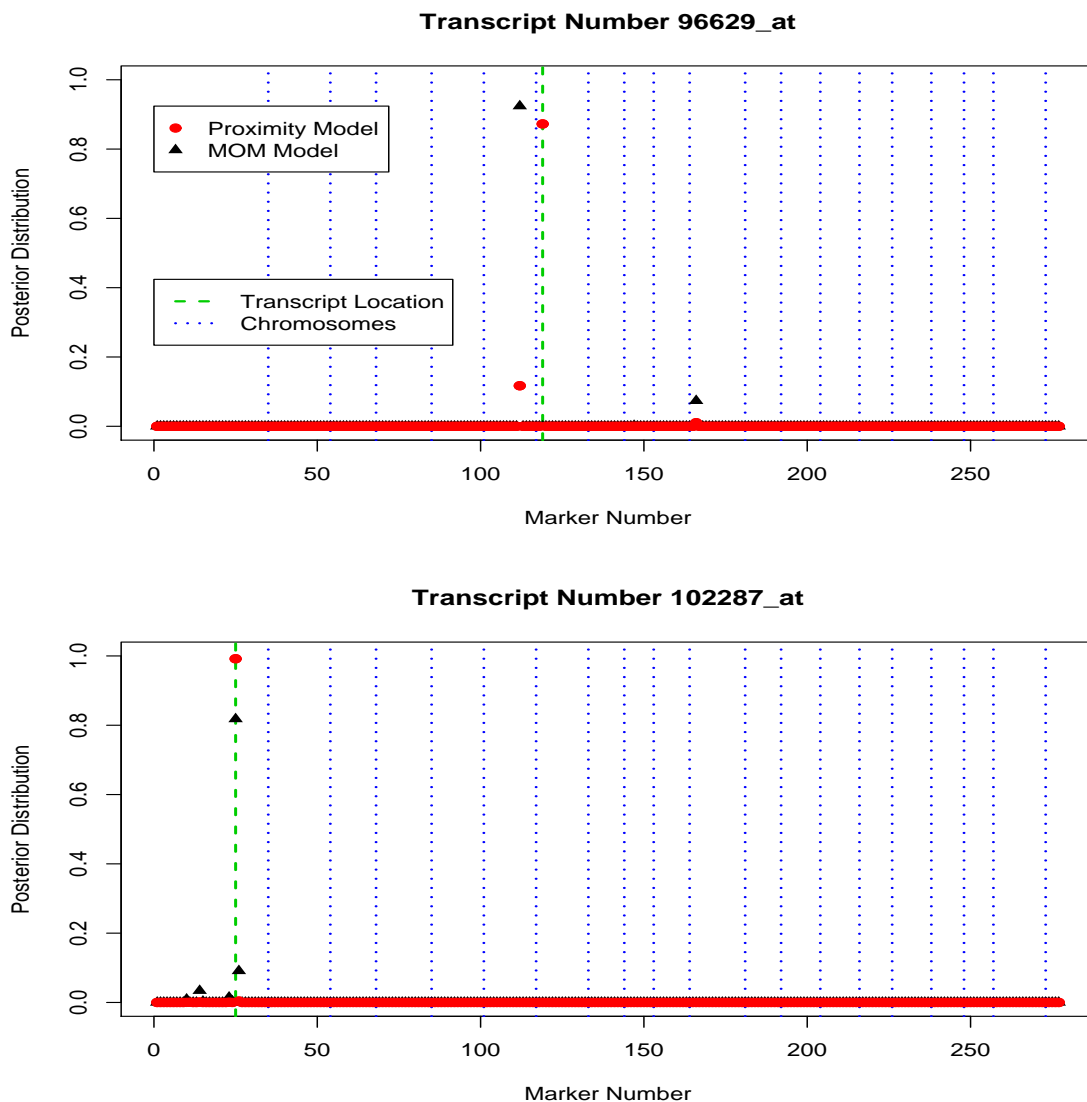 Transcript Number 96629_at
Posterior Distribution
1.0
0.8
0.6
0.4
0.2
0.0
Proximity Model
MOM Model
Transcript Location
Chromosomes
0 50 100 150 200 250
Marker Number
Transcript Number 102287_at
Posterior Distribution
1.0
0.8
0.6
0.4
0.2
0.0
0 50 100 150 200 250
Marker Number